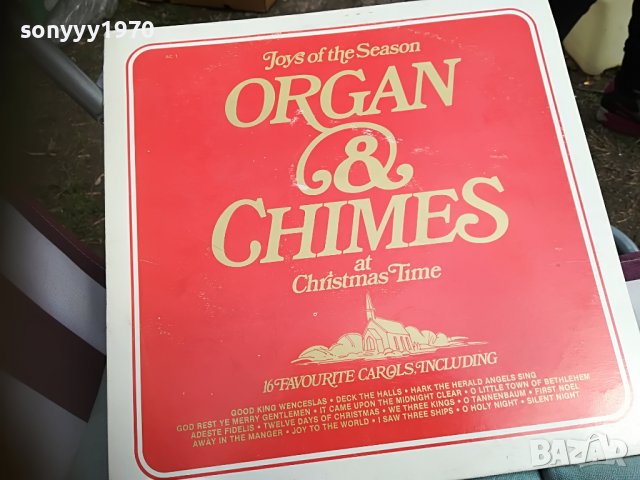 sonyyy1970
AC 1
Joys of the Season
ORGAN
&
CHIMES
at
Christmas Time
16 FAVOURITE CAROLS, INCLUDING
GOOD KING WENCESLAS • DECK THE HALLS • HARK THE HERALD ANGELS SING
GOD REST YE MERRY GENTLEMEN • IT CAME UPON THE MIDNIGHT CLEAR • O LITTLE TOWN OF BETHLEHEM
ADESTE FIDELIS • TWELVE DAYS OF CHRISTMAS • WE THREE KINGS • O TANNENBAUM • FIRST NOEL
AWAY IN THE MANGER • JOY TO THE WORLD • I SAW THREE SHIPS • O HOLY NIGHT • SILENT NIGHT
BAZAR